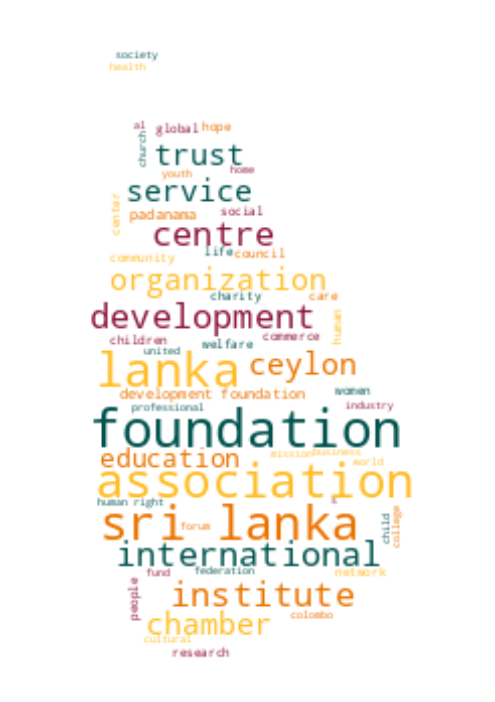 society
health
al
global hope
church
trust
youth
home
service
center
padanama social
centre
life council
community
organization
charity care
development
human
children commerce
united welfare
lanka ceylon
development foundation women
professional industry
foundation
education mission business
world
association
human right
sri lanka
forum
child
college
international
fund federation network
people
institute
colombo
chamber
cultural
research